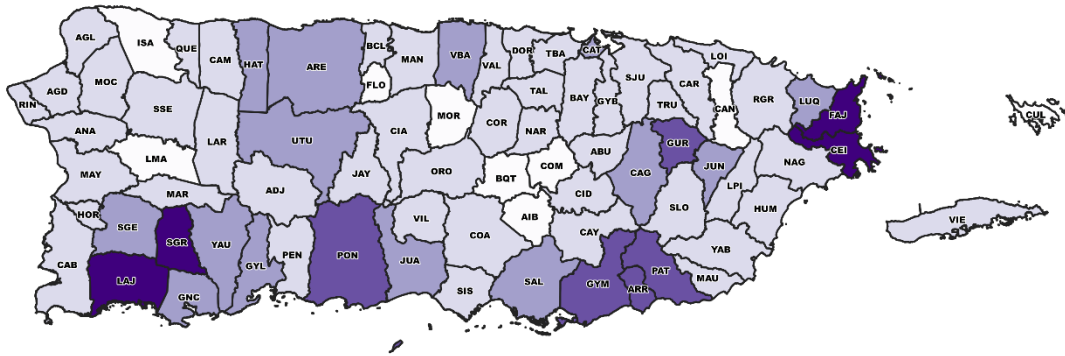 AGL
ISA
QUE
CAM
HAT
ARE
BCL
MAN
VBA
VAL
DOR
TBA
CAT
LOI
MOC
FLO
TAL
BAY
GYB
SJU
CAR
CAN
RGR
LUQ
RIN
AGD
SSE
MOR
COR
NAR
TRU
FAJ
CUL
ANA
LAR
UTU
CIA
ABU
GUR
CEI
LMA
MAY
JAY
ORO
BQT
COM
CAG
JUN
NAG
MAR
ADJ
CID
LPI
HOR
VIL
AIB
SLO
HUM
VIE
SGE
SGR
YAU
COA
CAY
CAB
GYL
PEN
PON
JUA
YAB
LAJ
GNC
SIS
SAL
GYM
ARR
PAT
MAU